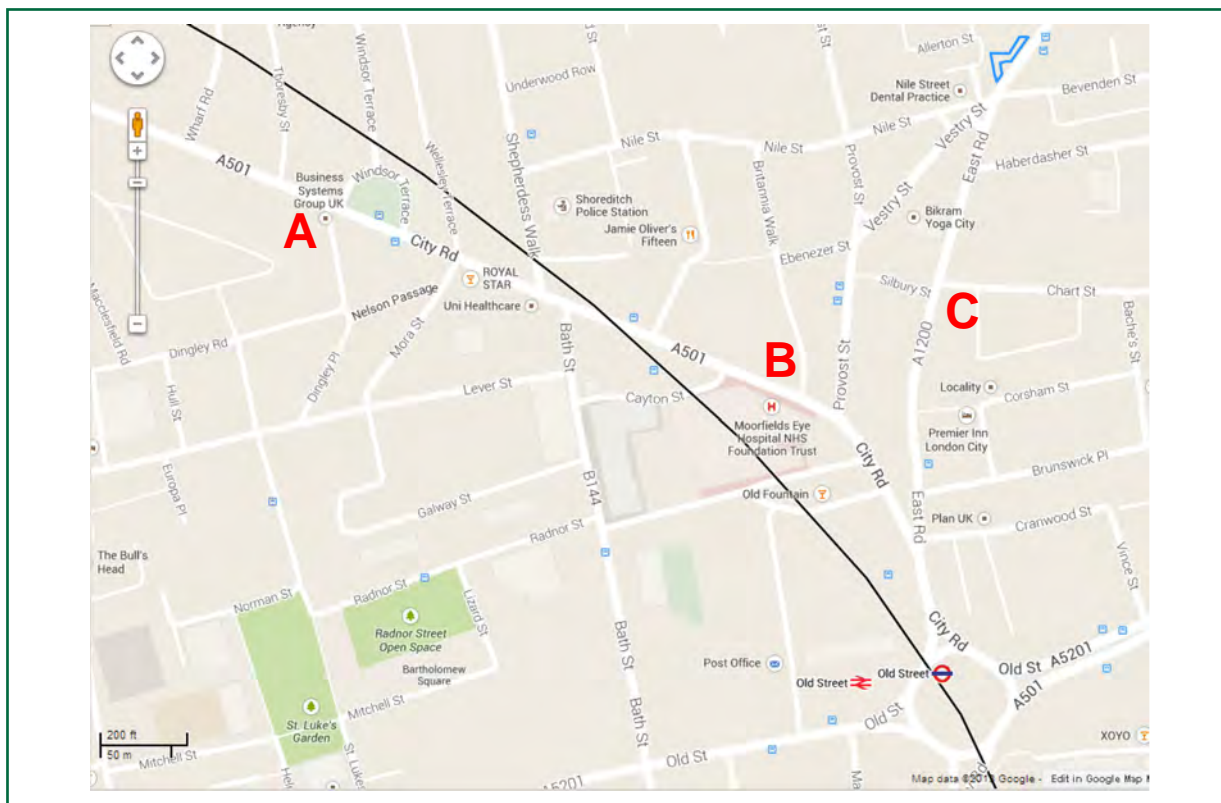 Agency
Wharf Rd
Thoresby St
Windsor Terrace
Underwood Row
Allerton St
Nile Street
Dental Practice
Bevenden St
A501
Business
Systems
Group UK
Windsor Terrace
Wellesley Terrace
Shepherdess Walk
Nile St
Nile St
Nile St
Vestry St
East Rd
Haberdasher St
Shoreditch
Police Station
Jamie Oliver's
Fifteen
Britannia Walk
Provost St
Vestry St
Bikram
Yoga City
A
City Rd
Ebenezer St
ROYAL
STAR
Uni Healthcare
Nelson Passage
Silbury St
C
Chart St
Macclesfield Rd
Dingley Rd
Mora St
Bath St
A501
B
Provost St
A1200
Bache's St
Hull St
Dingley Pl
Lever St
Cayton St
H
Moorfields Eye
Hospital NHS
Foundation Trust
Locality
Corsham St
Premier Inn
London City
Europa Pl
B144
City Rd
Brunswick Pl
Old Fountain
Galway St
Radnor St
East Rd
Plan UK
Cranwood St
Vince St
The Bull's
Head
Norman St
Radnor St
Lizard St
Radnor Street
Open Space
Bath St
City Rd
Bartholomew
Square
Post Office
Old Street
Old Street
Old St A5201
A501
St. Luke's
Garden
Mitchell St
Bath St
Old St
200 ft
50 m
Mitchell St
Old St
A5201
XOYO
Map data ©2013 Google - Edit in Google Map M